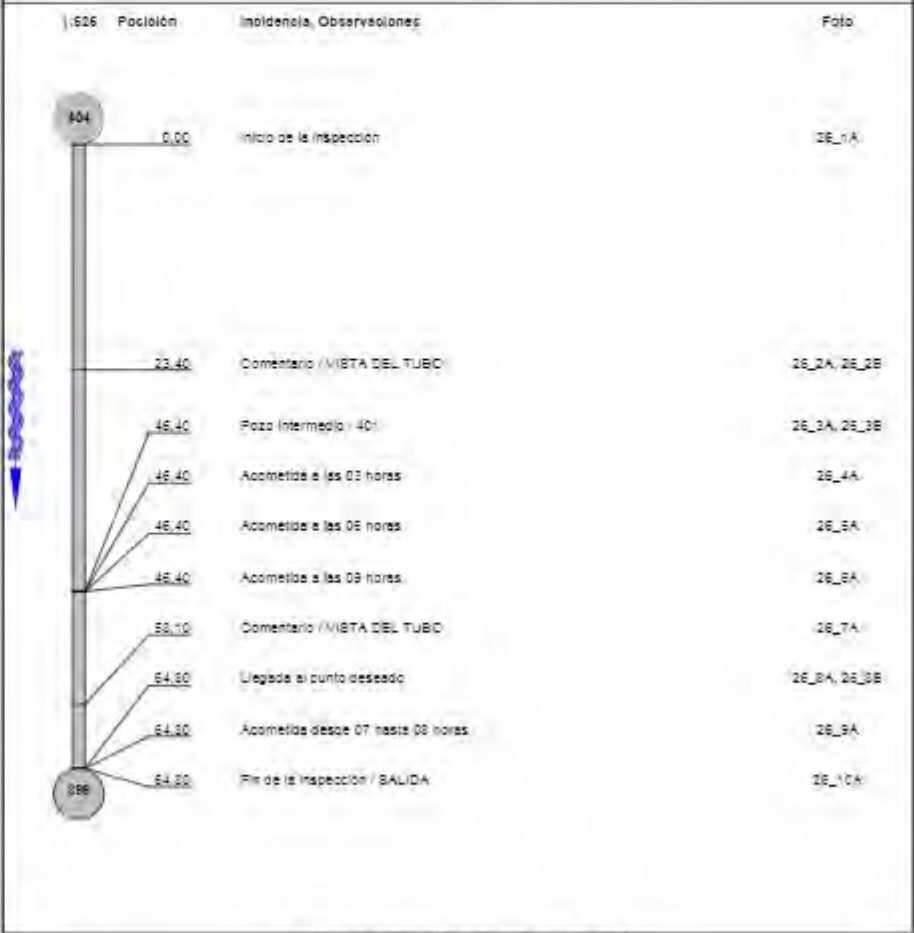 1:526 Posición Incidencia, Observaciones Foto
404
0,00 Inicio de la inspección 26_1A
23,40 Comentario / VISTA DEL TUBO 26_2A, 26_2B
46,40 Pozo intermedio / 401 26_3A, 26_3B
46,40 Acometida a las 03 horas 26_4A
46,40 Acometida a las 06 horas 26_5A
46,40 Acometida a las 09 horas 26_6A
58,10 Comentario / VISTA DEL TUBO 26_7A
64,80 Llegada al punto deseado 26_8A, 26_8B
64,80 Acometida desde 07 hasta 08 horas 26_9A
64,80 Fin de la inspección / SALIDA 26_10A